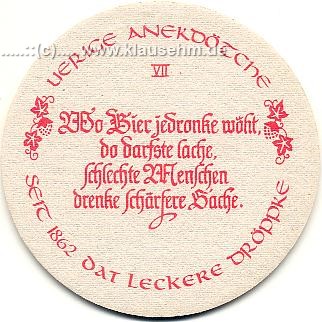 .....::(c)::... www.klausehm.de ...::.....
UERIGE ANEKDÖTTCHE
VII
Wo Bier jedronke wöht,
do darfste lache,
schlechte Menschen
drenke schärfere Sache.
SEIT 1862 DAT LECKERE DRÖPPKE